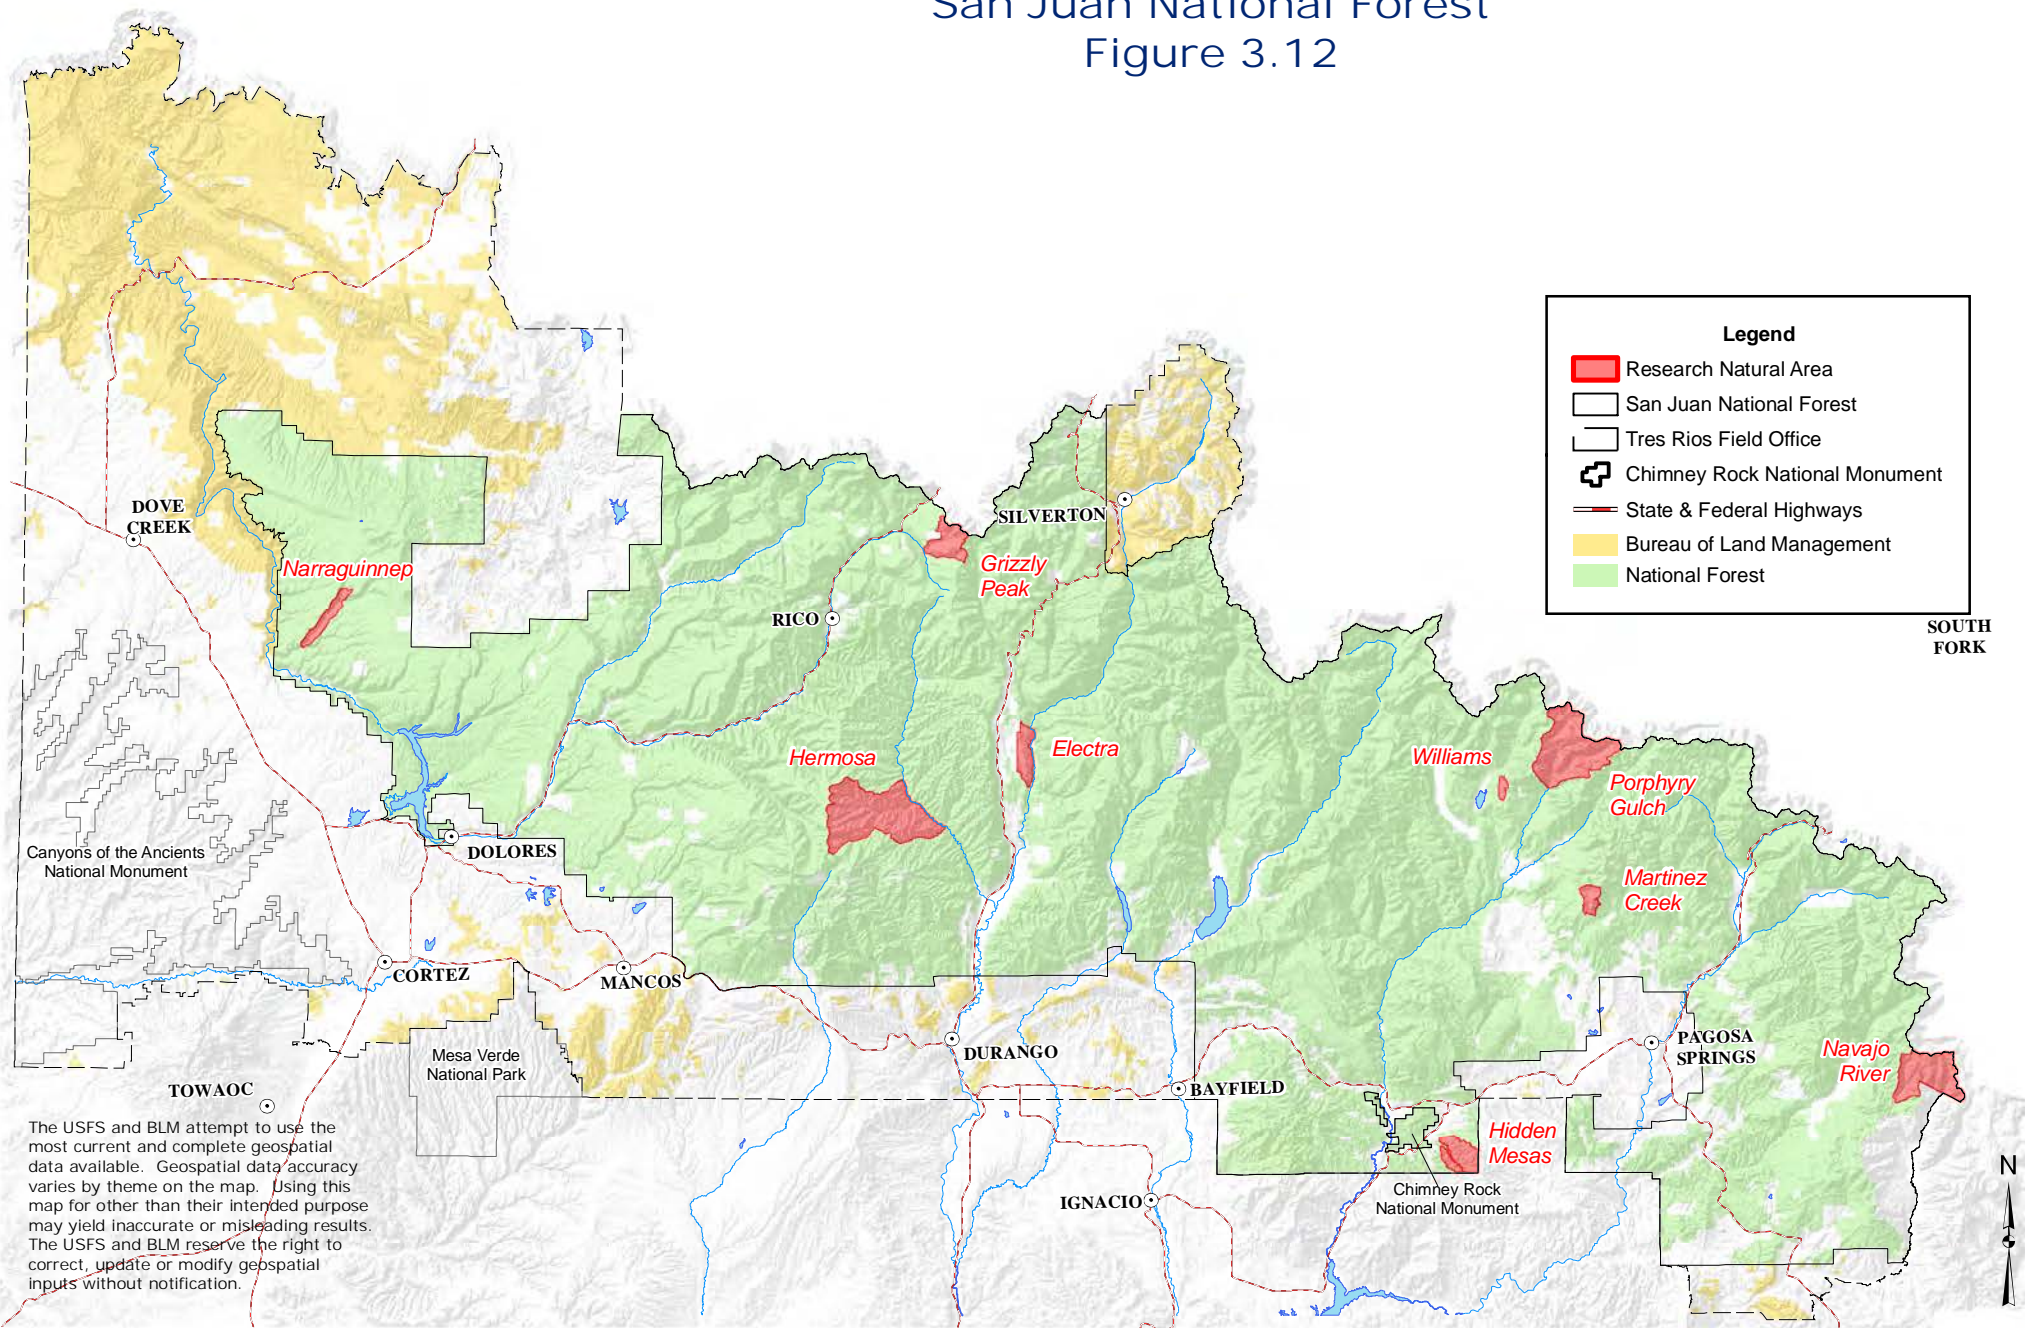 San Juan National Forest
Figure 3.12
Legend
Research Natural Area
San Juan National Forest
Tres Rios Field Office
Chimney Rock National Monument
State & Federal Highways
Bureau of Land Management
National Forest
SOUTH
FORK
DOVE
CREEK
SILVERTON
Narraguinnep
Grizzly
Peak
RICO
Hermosa
Electra
Williams
Porphyry
Gulch
DOLORES
Canyons of the Ancients
National Monument
Martinez
Creek
CORTEZ
MANCOS
DURANGO
PAGOSA
SPRINGS
Navajo
River
Mesa Verde
National Park
TOWAOC
BAYFIELD
Hidden
Mesas
Chimney Rock
National Monument
IGNACIO
N
The USFS and BLM attempt to use the
most current and complete geospatial
data available. Geospatial data accuracy
varies by theme on the map. Using this
map for other than their intended purpose
may yield inaccurate or misleading results.
The USFS and BLM reserve the right to
correct, update or modify geospatial
inputs without notification.